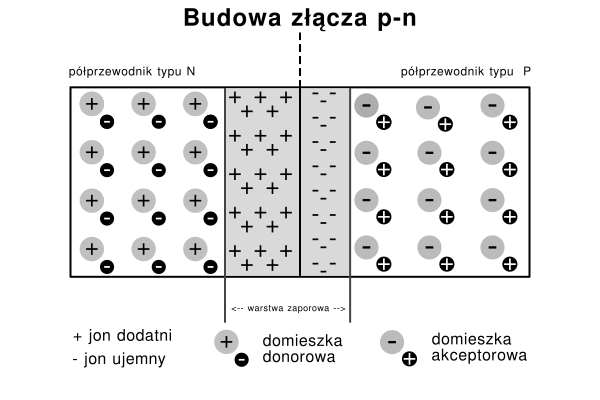 Budowa złącza p-n
półprzewodnik typu N
półprzewodnik typu P
<-- warstwa zaporowa -->
+ jon dodatni
- jon ujemny
domieszka
donorowa
domieszka
akceptorowa